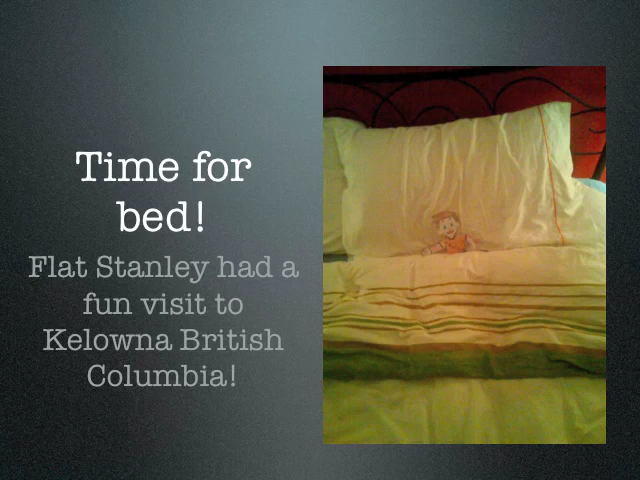 Time for
bed!
Flat Stanley had a
fun visit to
Kelowna British
Columbia!